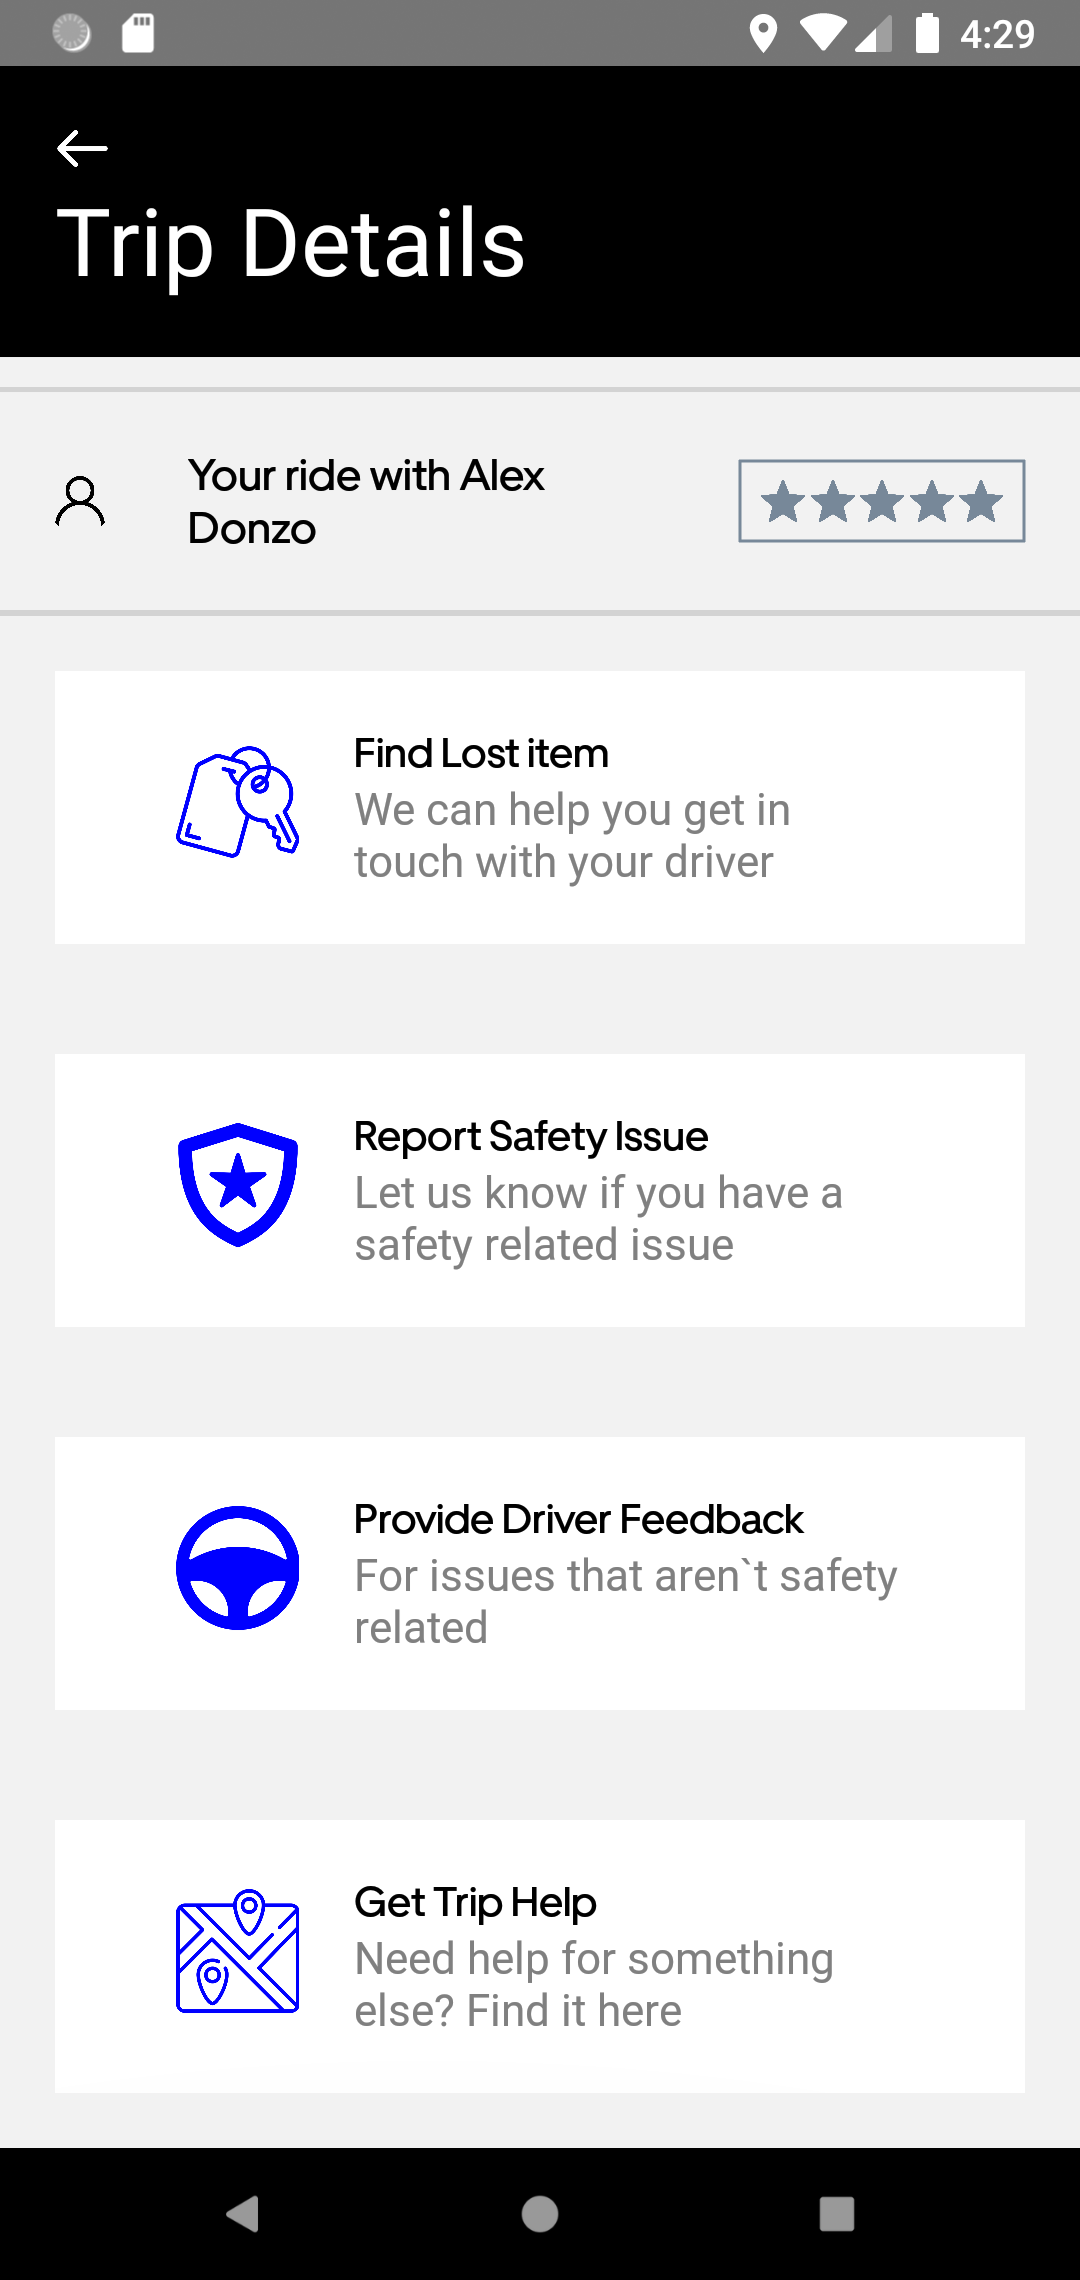 4:29
Trip Details
Your ride with Alex
Donzo
Find Lost item
We can help you get in
touch with your driver
Report Safety Issue
Let us know if you have a
safety related issue
Provide Driver Feedback
For issues that aren`t safety
related
Get Trip Help
Need help for something
else? Find it here